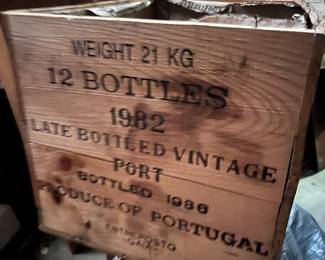 WEIGHT 21 KG
12 BOTTLES
1982
LATE BOTTLED VINTAGE
PORT
BOTTLED 1986
PRODUCE OF PORTUGAL